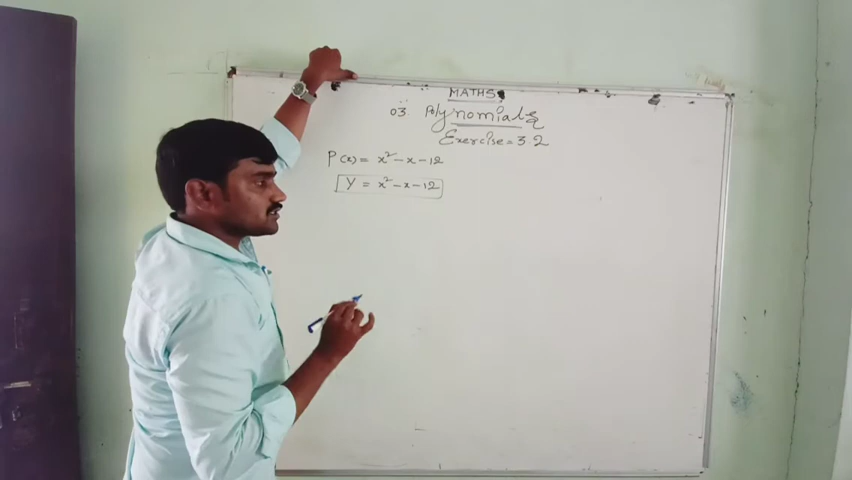 MATHS
03. Polynomials
Exercise = 3.2
P(x) = x² - x - 12
Y = x² - x - 12